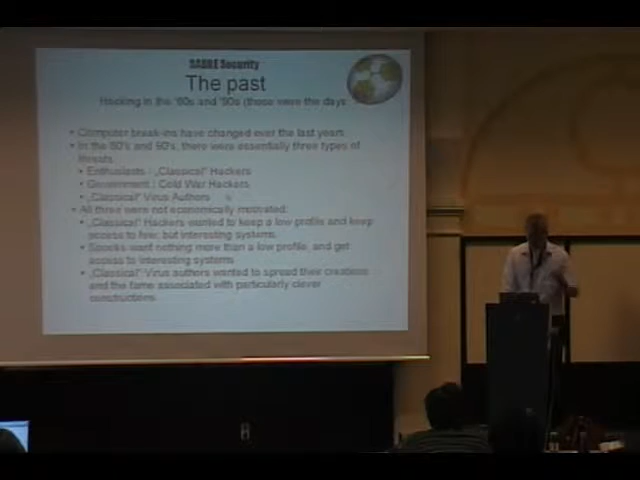 SABRE Security
The past
Hacking in the '80s and '90s (those were the days
• Computer break-ins have changed over the last years
• In the 80's and 90's, there were essentially three types of
threats
• Enthusiasts - „Classical" Hackers
• Government / Cold War Hackers
• „Classical" Virus Authors
• All three were not economically motivated:
• „Classical" Hackers wanted to keep a low profile and keep
access to few, but interesting systems.
• Spooks want nothing more than a low profile, and get
access to interesting systems
• „Classical" Virus authors wanted to spread their creations
and the fame associated with particularly clever
constructions